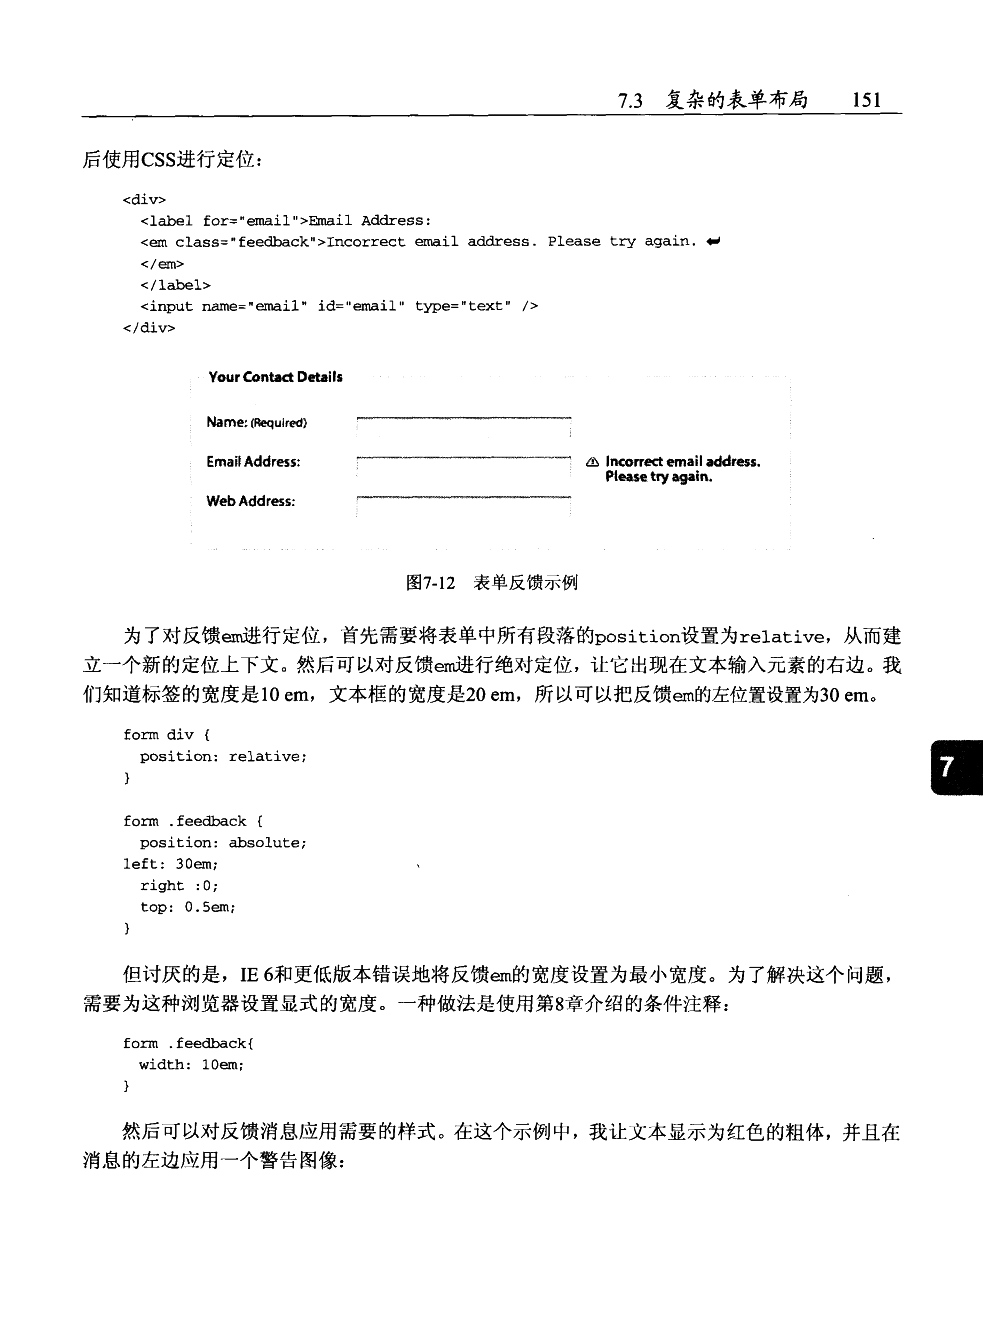 7.3 复杂的表单布局 151
后使用CSS进行定位：
<div>
<label for="email">Email Address:
<em class="feedback">Incorrect email address. Please try again. ↩
</em>
</label>
<input name="email" id="email" type="text" />
</div>
Your Contact Details
Name: (Required)
Email Address: ⚠ Incorrect email address.
Please try again.
Web Address:
图7-12 表单反馈示例
为了对反馈em进行定位，首先需要将表单中所有段落的position设置为relative，从而建
立一个新的定位上下文。然后可以对反馈em进行绝对定位，让它出现在文本输入元素的右边。我
们知道标签的宽度是10 em，文本框的宽度是20 em，所以可以把反馈em的左位置设置为30 em。
form div {
position: relative;
}
7
form .feedback {
position: absolute;
left: 30em;
right :0;
top: 0.5em;
}
但讨厌的是，IE 6和更低版本错误地将反馈em的宽度设置为最小宽度。为了解决这个问题，
需要为这种浏览器设置显式的宽度。一种做法是使用第8章介绍的条件注释：
form .feedback{
width: 10em;
}
然后可以对反馈消息应用需要的样式。在这个示例中，我让文本显示为红色的粗体，并且在
消息的左边应用一个警告图像：